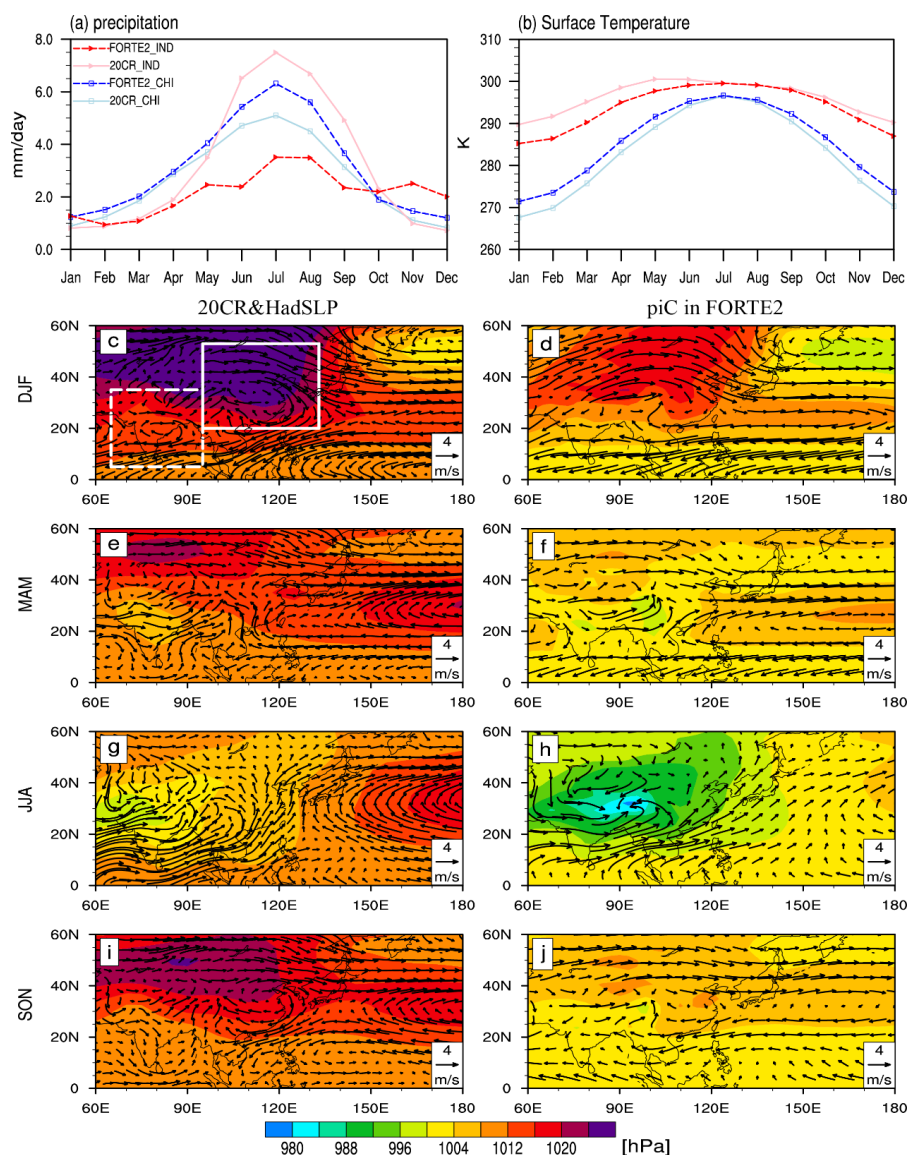 (a) precipitation
(b) Surface Temperature
8.0
6.0
4.0
2.0
0.0
mm/day
FORTE2_IND
20CR_IND
FORTE2_CHI
20CR_CHI
Jan Feb Mar Apr May Jun Jul Aug Sep Oct Nov Dec
310
300
290
280
270
260
K
Jan Feb Mar Apr May Jun Jul Aug Sep Oct Nov Dec
20CR&HadSLP
piC in FORTE2
DJF
60N
40N
20N
0
c
4
m/s
60E 90E 120E 150E 180
60N
40N
20N
0
d
4
m/s
60E 90E 120E 150E 180
MAM
60N
40N
20N
0
e
4
m/s
60E 90E 120E 150E 180
60N
40N
20N
0
f
4
m/s
60E 90E 120E 150E 180
JJA
60N
40N
20N
0
g
4
m/s
60E 90E 120E 150E 180
60N
40N
20N
0
h
4
m/s
60E 90E 120E 150E 180
SON
60N
40N
20N
0
i
4
m/s
60E 90E 120E 150E 180
60N
40N
20N
0
j
4
m/s
60E 90E 120E 150E 180
980 988 996 1004 1012 1020 [hPa]